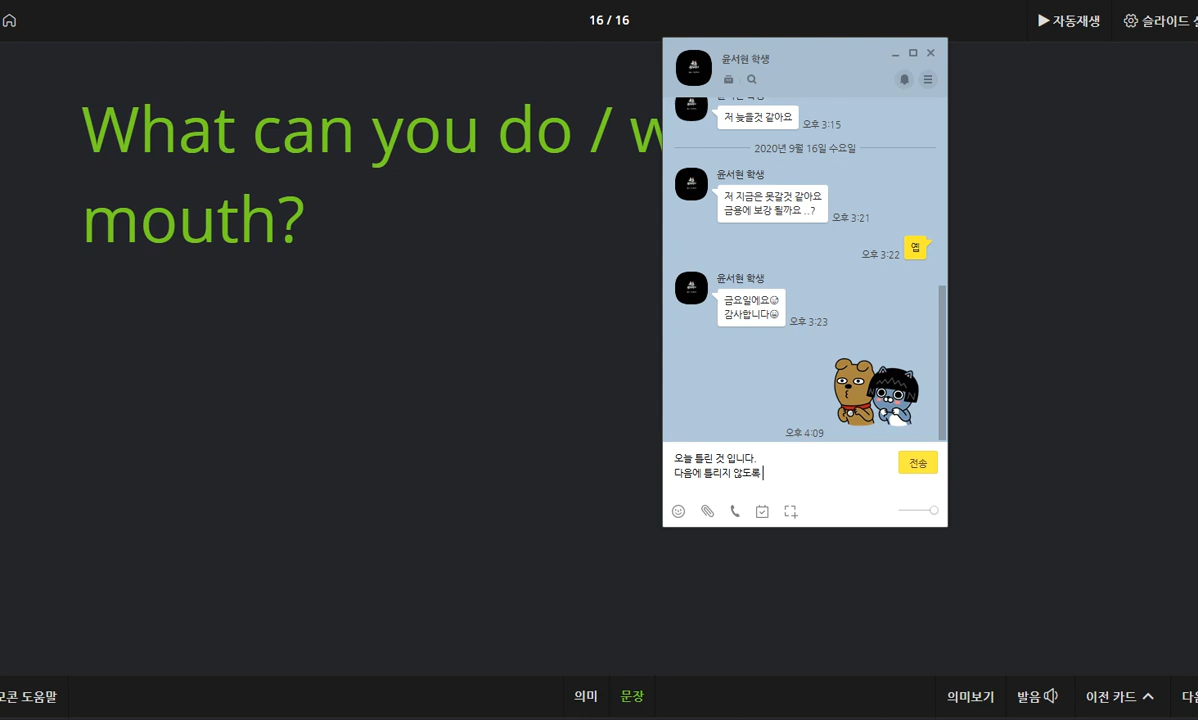 16 / 16
자동재생
슬라이드
What can you do /
mouth?
윤서현 학생
저 늦을것 같아요
오후 3:15
2020년 9월 16일 수요일
윤서현 학생
저 지금은 못갈것 같아요
금용에 보강 될까요 ..?
오후 3:21
옙
오후 3:22
윤서현 학생
금요일에요
감사합니다
오후 3:23
오후 4:09
오늘 틀린 것 입니다.
다음에 틀리지 않도록
전송
도움말
의미
문장
의미보기
발음
이전 카드